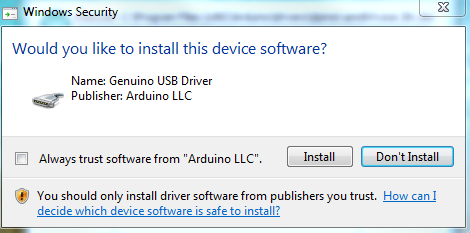 Windows Security
Would you like to install this device software?
Name: Genuino USB Driver
Publisher: Arduino LLC
Always trust software from "Arduino LLC".
Install
Don't Install
You should only install driver software from publishers you trust. How can I
decide which device software is safe to install?